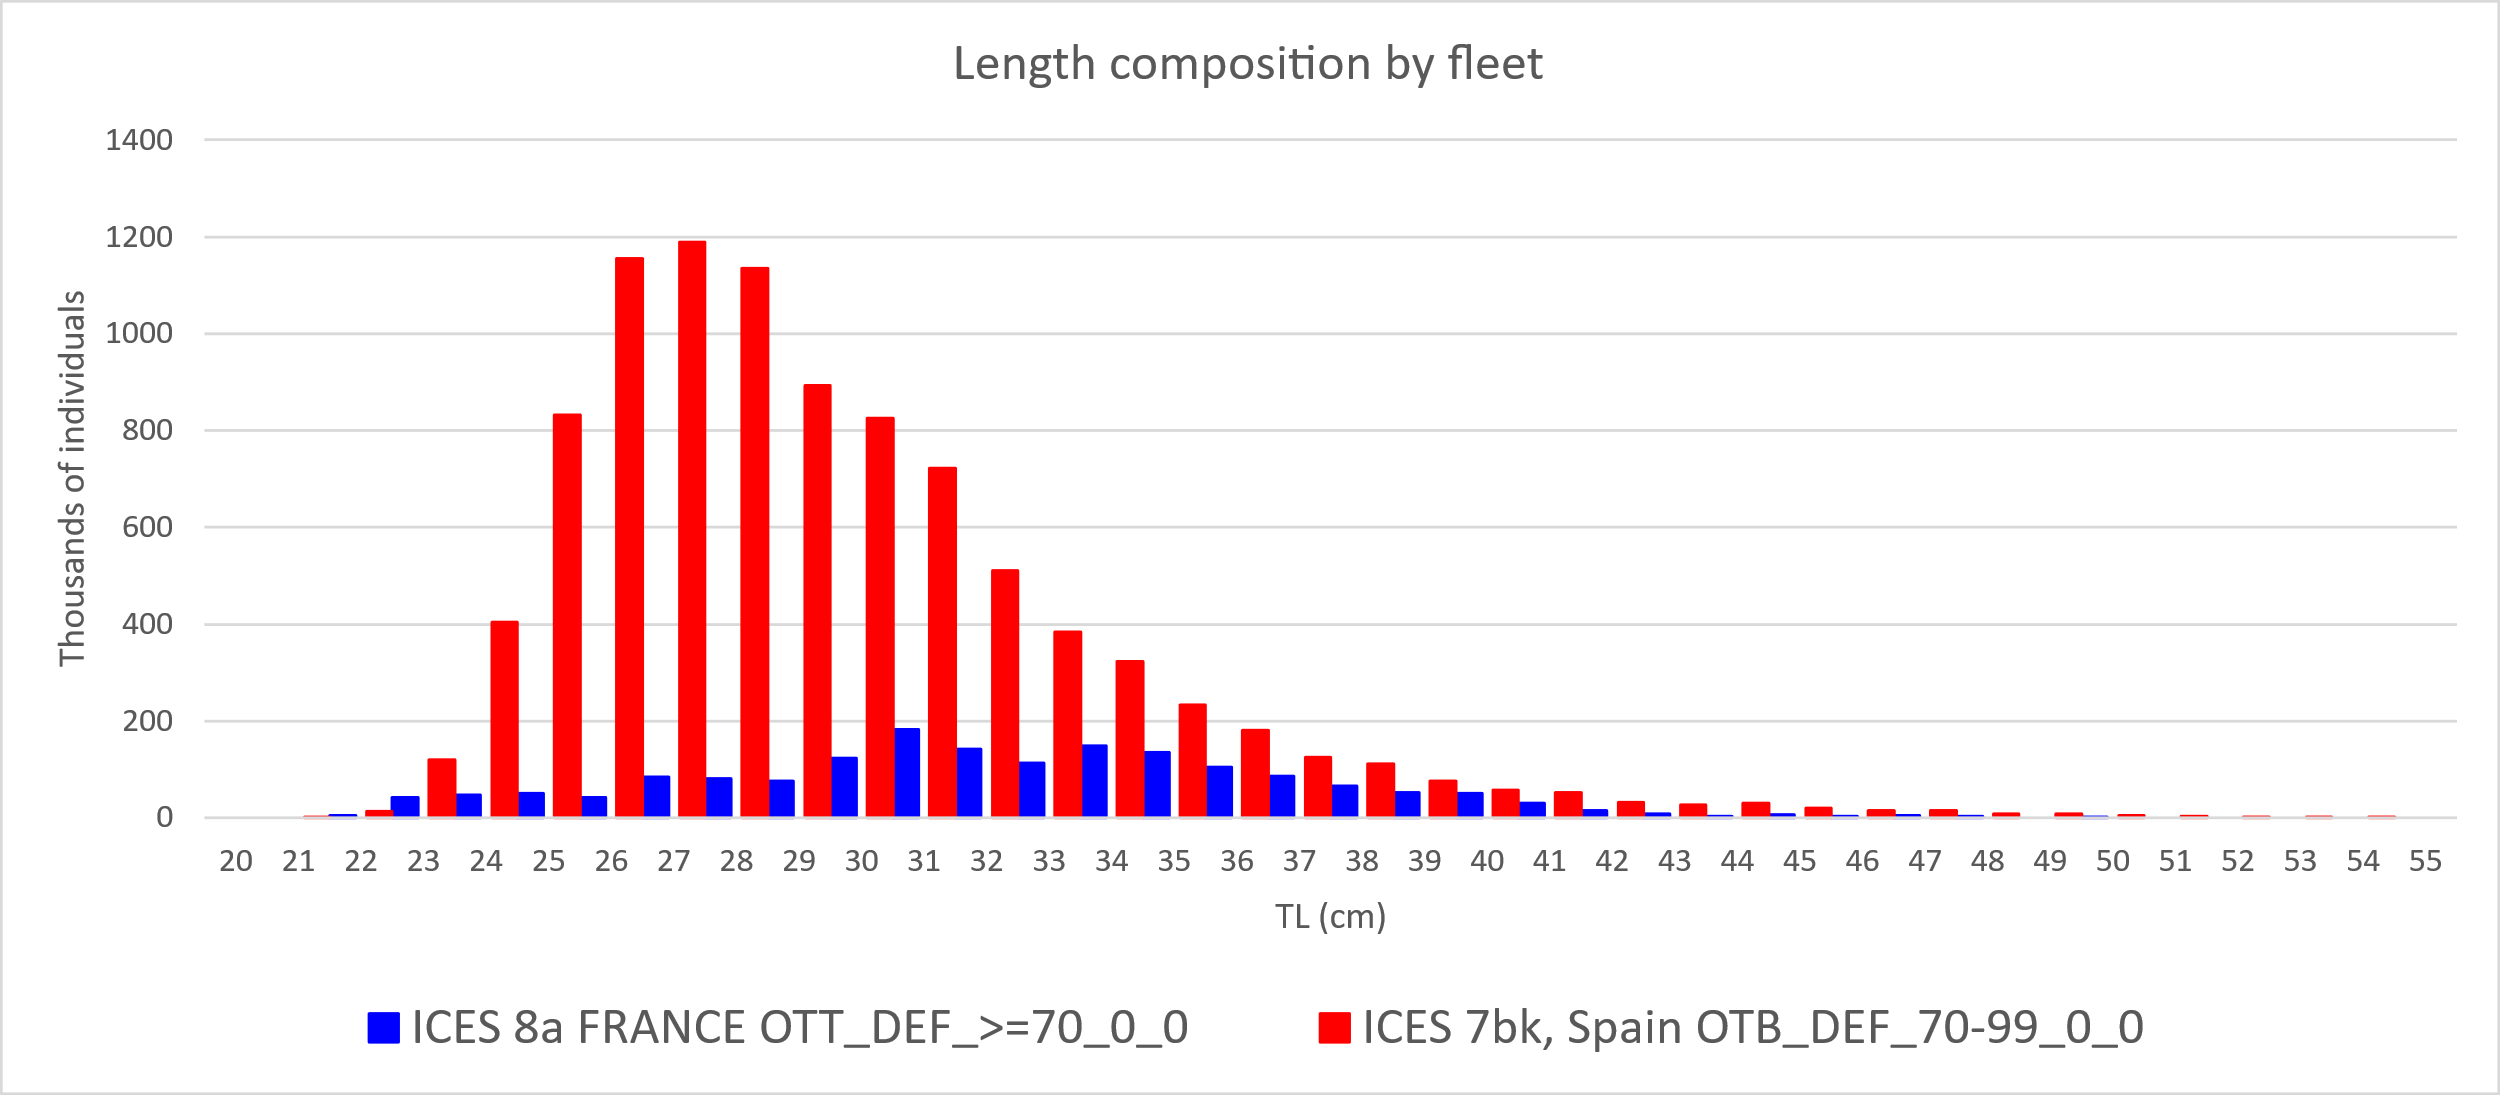 Length composition by fleet
1400
1200
1000
800
600
400
200
0
Thousands of individuals
20 21 22 23 24 25 26 27 28 29 30 31 32 33 34 35 36 37 38 39 40 41 42 43 44 45 46 47 48 49 50 51 52 53 54 55
TL (cm)
ICES 8a FRANCE OTT_DEF_>=70_0_0 ICES 7bk, Spain OTB_DEF_70-99_0_0